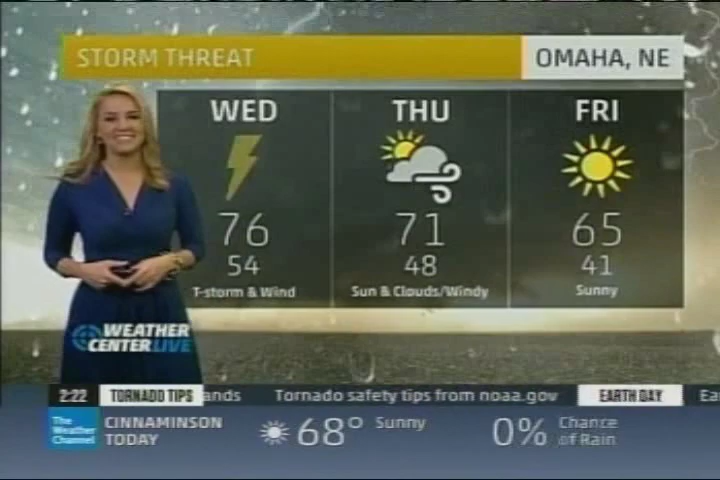 STORM THREAT
OMAHA, NE
WED
THU
FRI
76
71
65
54
48
41
T-storm & Wind
Sun & Clouds/Windy
Sunny
WEATHER
CENTER LIVE
2:22
TORNADO TIPS
ands
Tornado safety tips from noaa.gov
EARTH DAY
Ea
The Weather Channel
CINNAMINSON
TODAY
68° Sunny
0% Chance of Rain